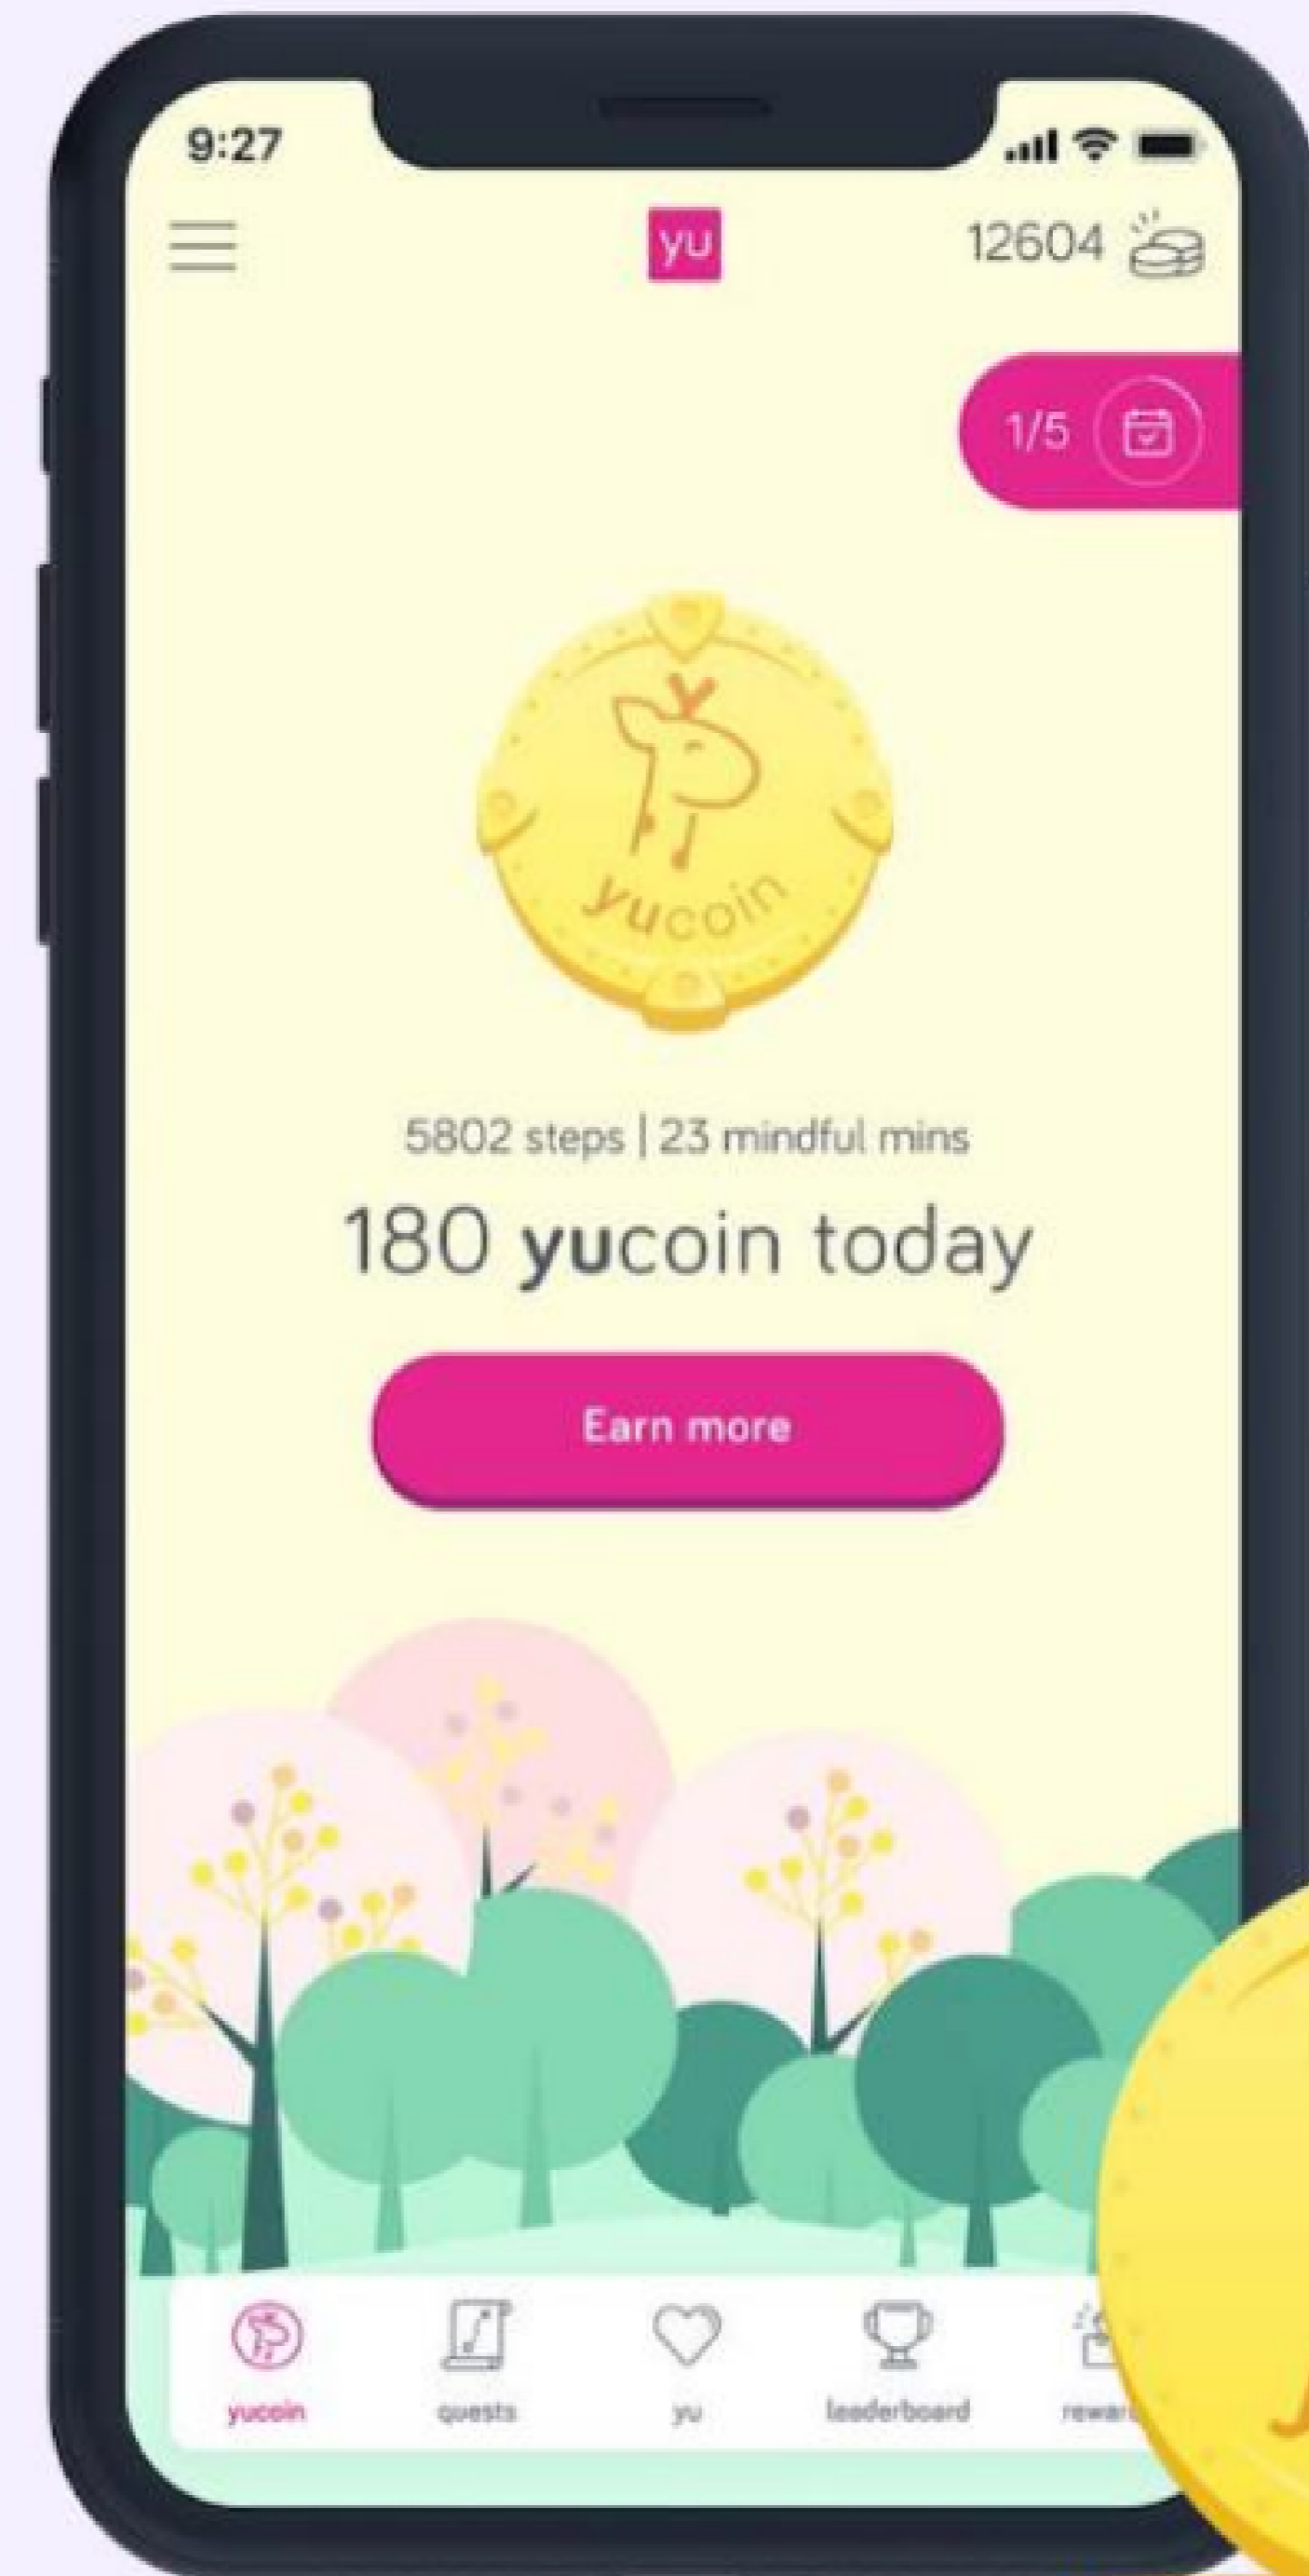 9:27
yu
12604
1/5
yucoin
5802 steps | 23 mindful mins
180 yucoin today
Earn more
yucoin
quests
yu
leaderboard